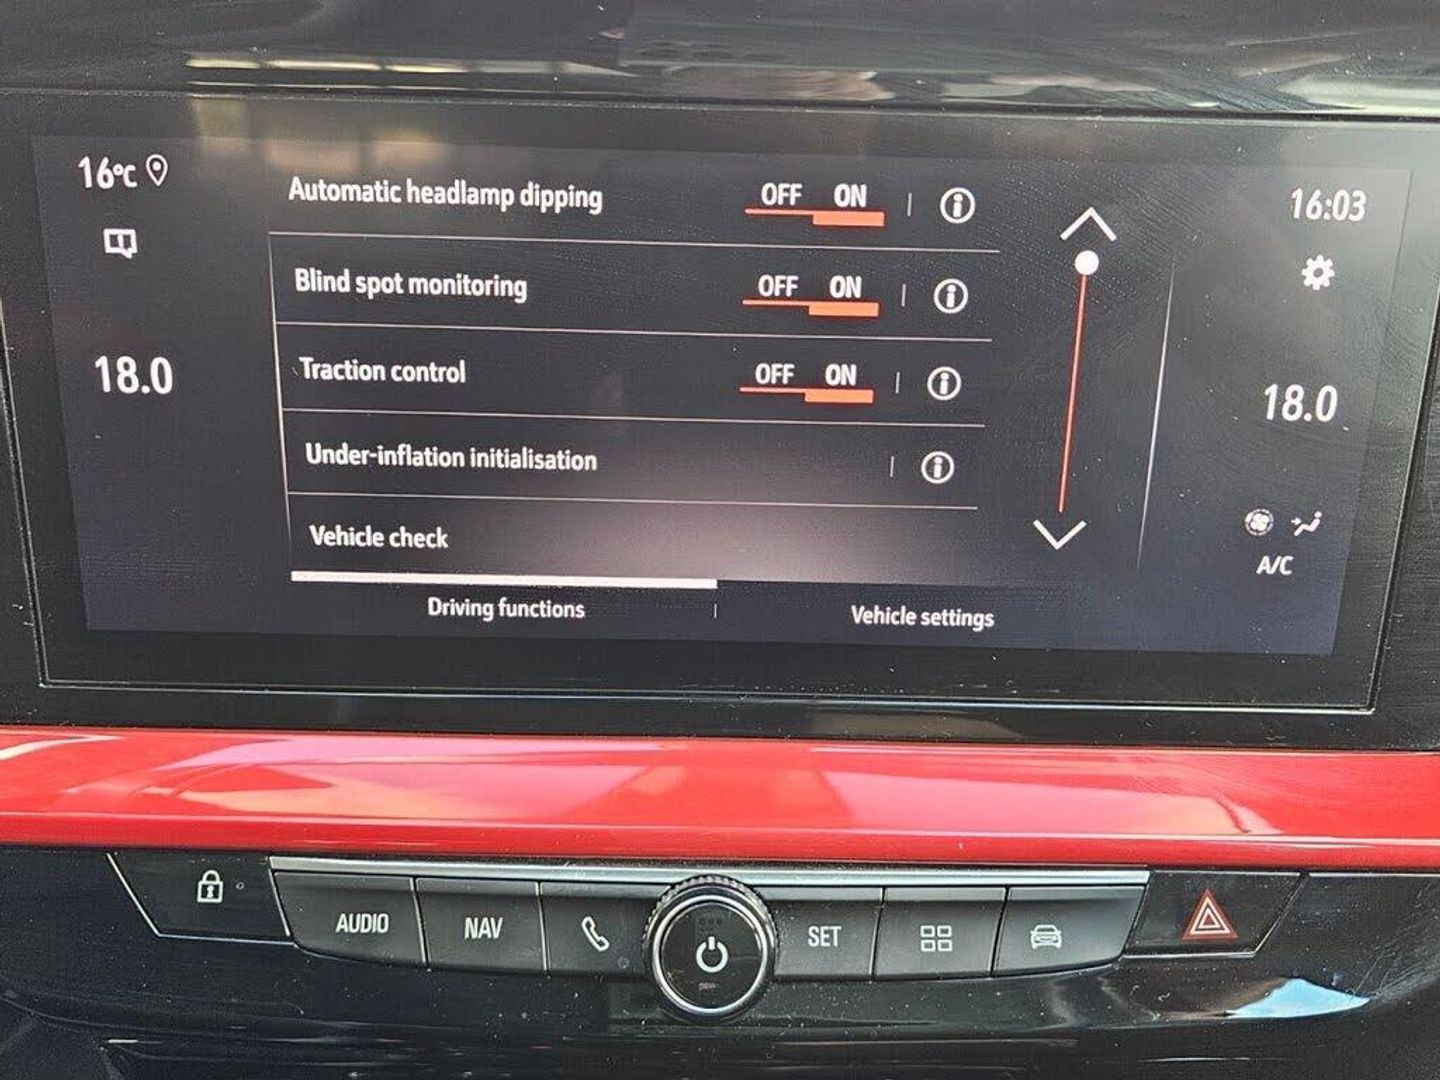 16°C
16:03
Automatic headlamp dipping OFF ON
Blind spot monitoring OFF ON
18.0
Traction control OFF ON
18.0
Under-inflation initialisation
Vehicle check
A/C
Driving functions
Vehicle settings
AUDIO
NAV
SET